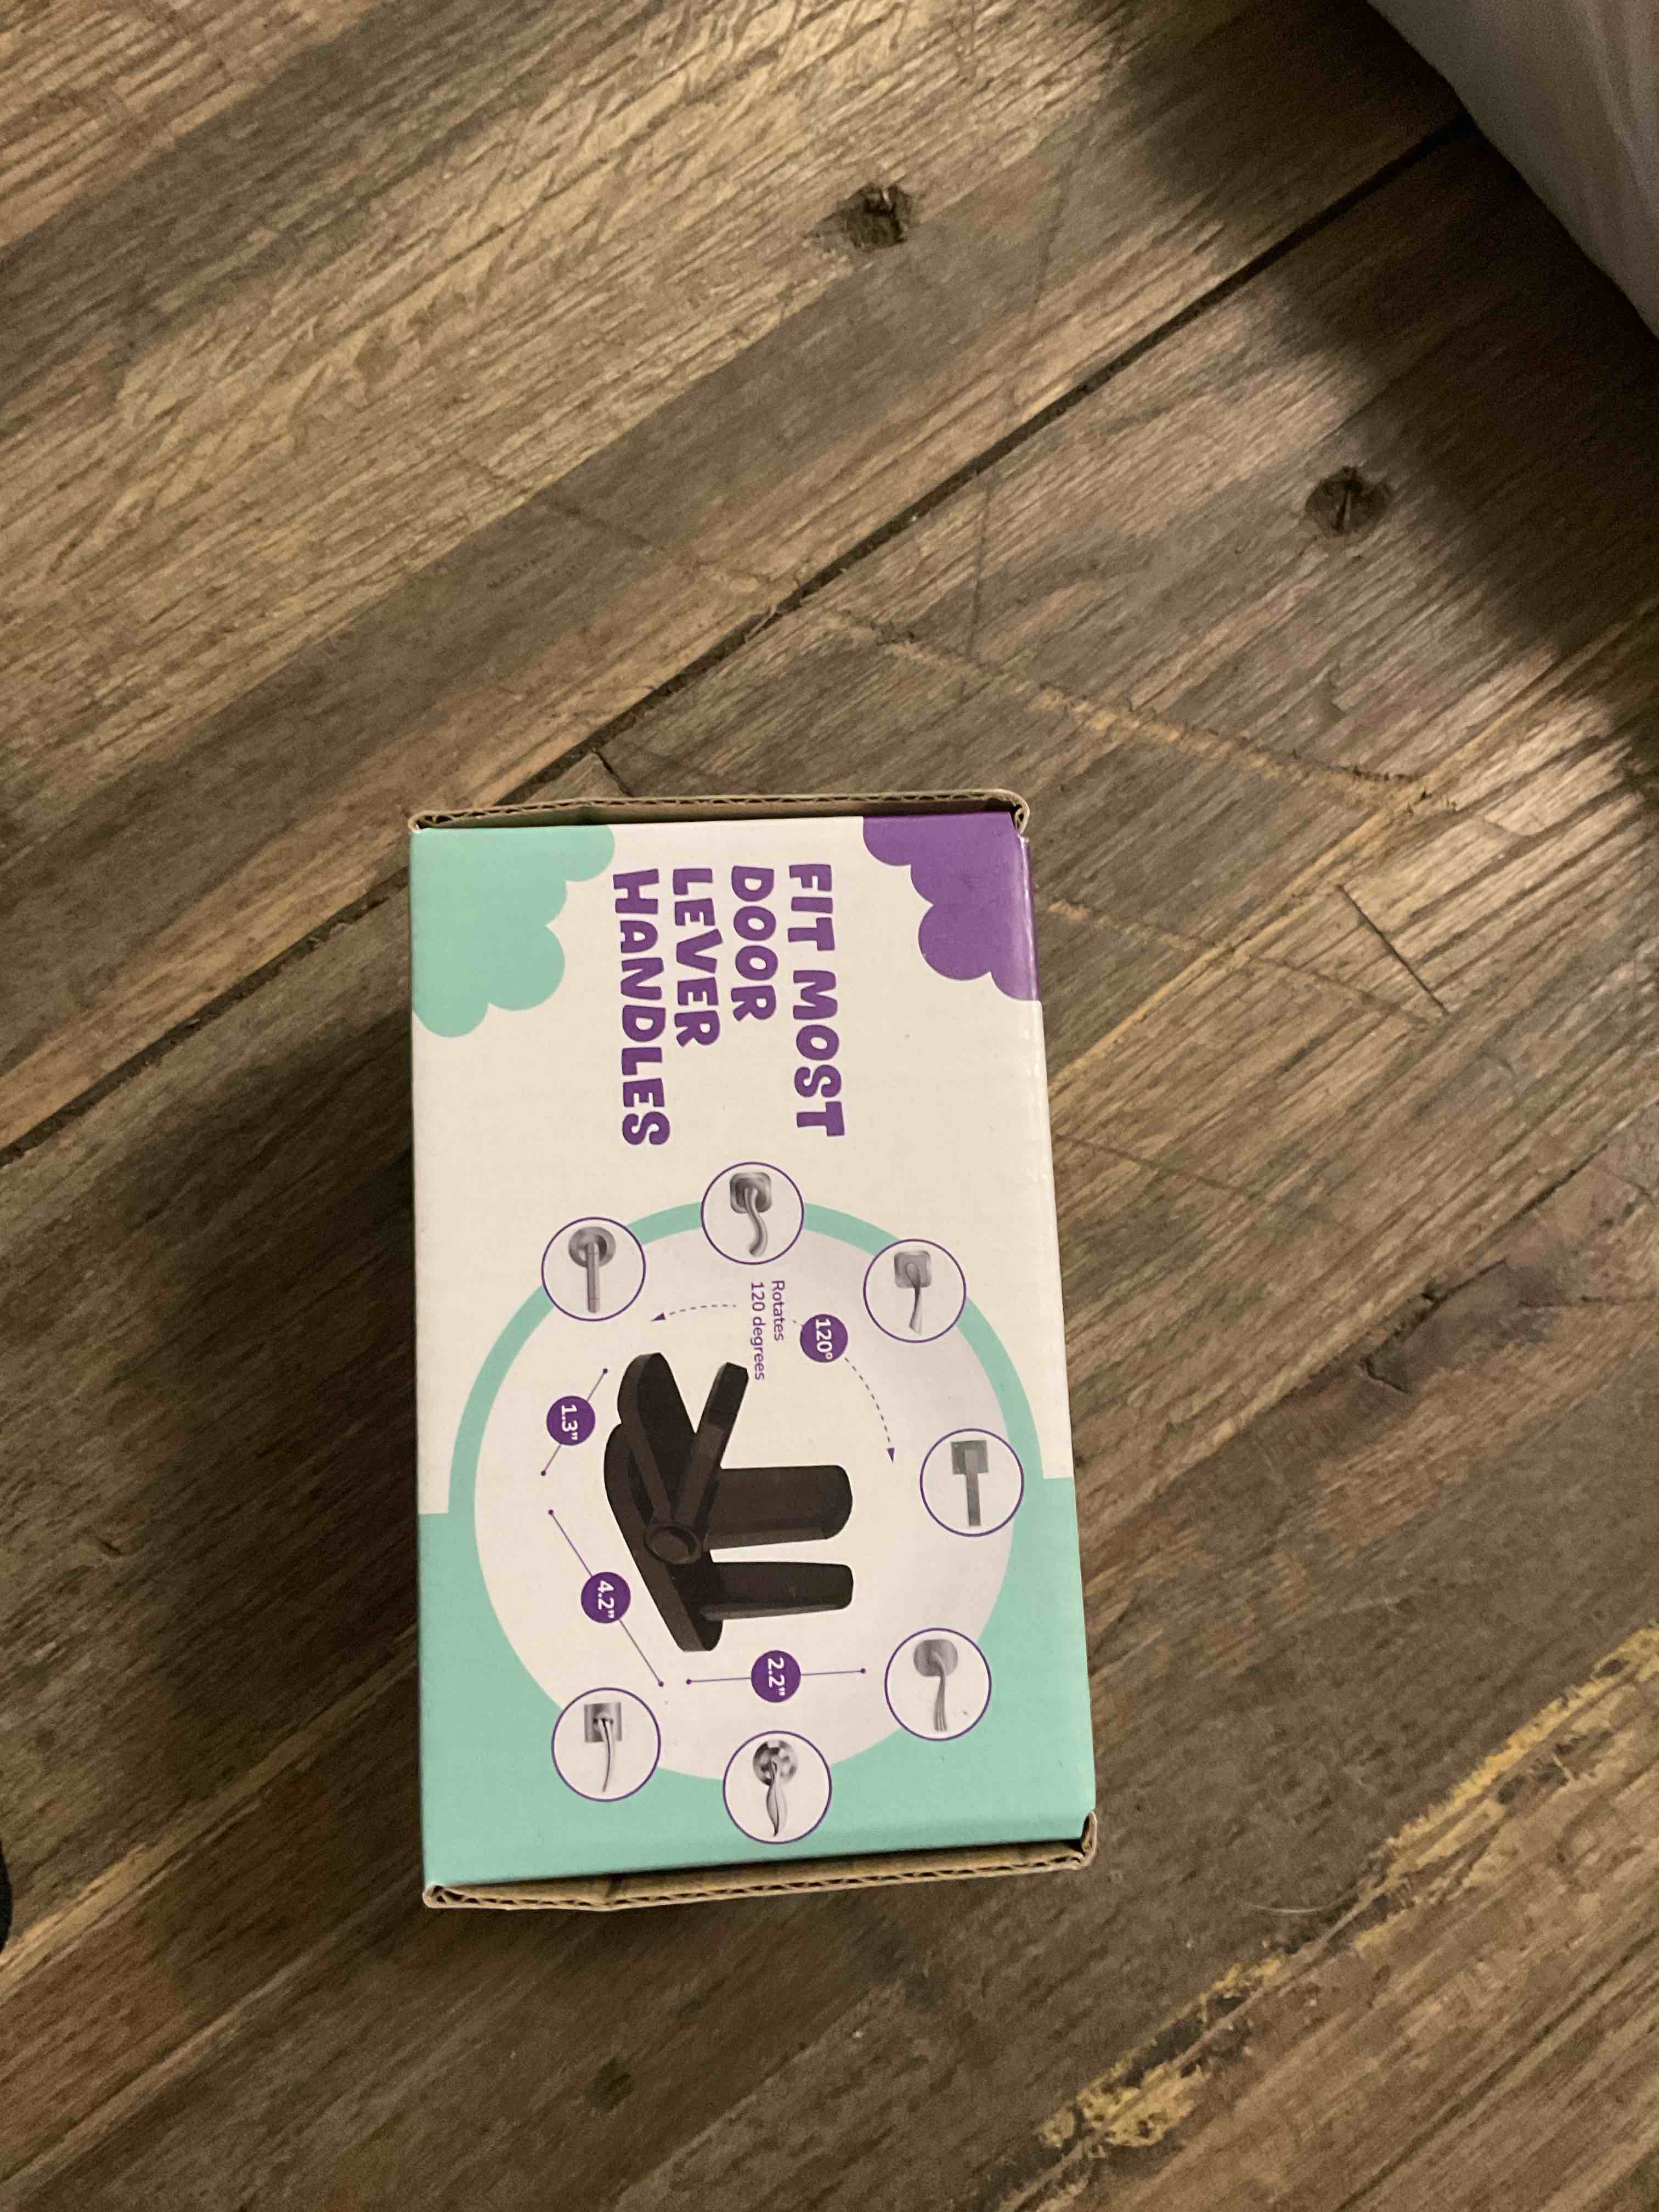 FIT MOST
DOOR
LEVER
HANDLES
Rotates
120 degrees
120°
1.3"
4.2"
2.2"